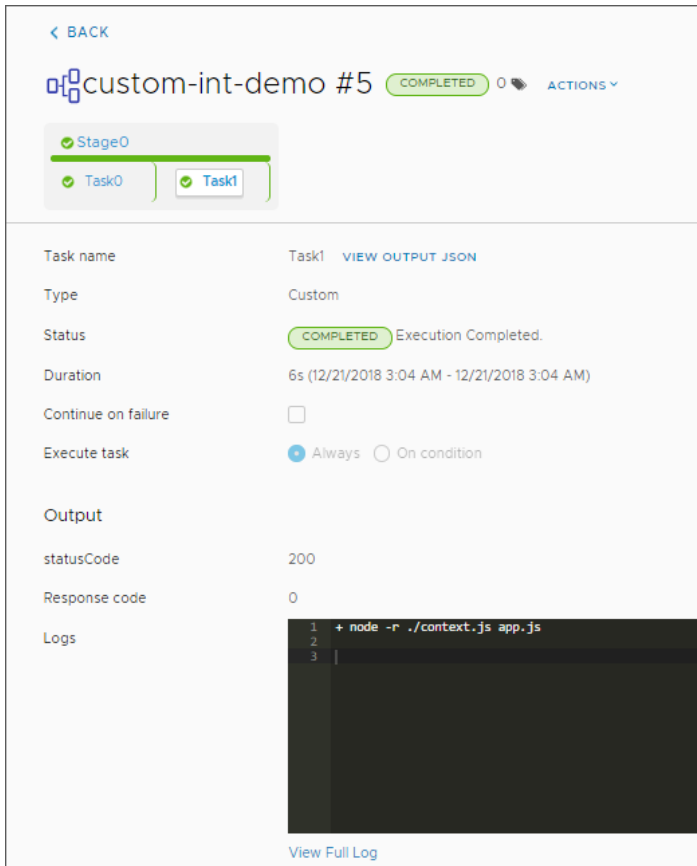 BACK
custom-int-demo #5 COMPLETED 0 ACTIONS
Stage0
Task0 Task1
Task name Task1 VIEW OUTPUT JSON
Type Custom
Status COMPLETED Execution Completed.
Duration 6s (12/21/2018 3:04 AM - 12/21/2018 3:04 AM)
Continue on failure
Execute task Always On condition
Output
statusCode 200
Response code 0
Logs
1 + node -r ./context.js app.js
2
3
View Full Log